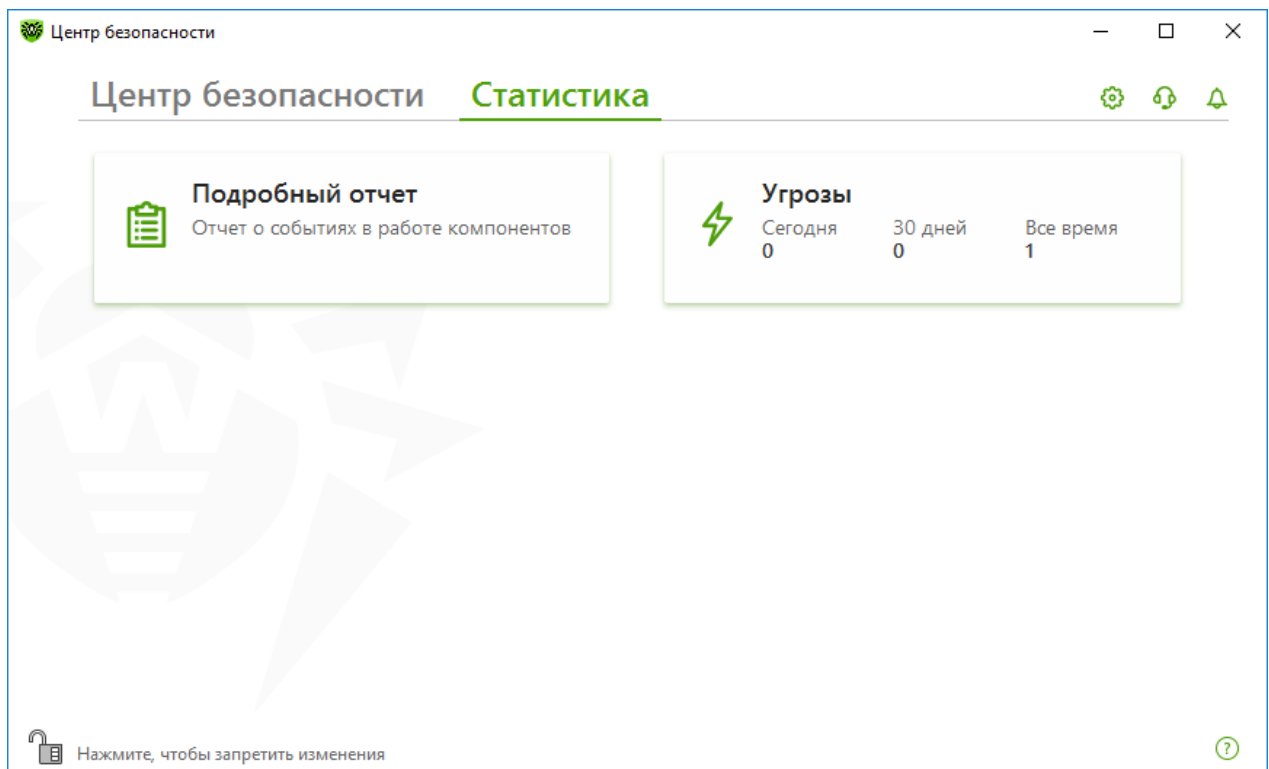 Центр безопасности
Центр безопасности Статистика
Подробный отчет
Отчет о событиях в работе компонентов
Угрозы
Сегодня 30 дней Все время
0 0 1
Нажмите, чтобы запретить изменения
?